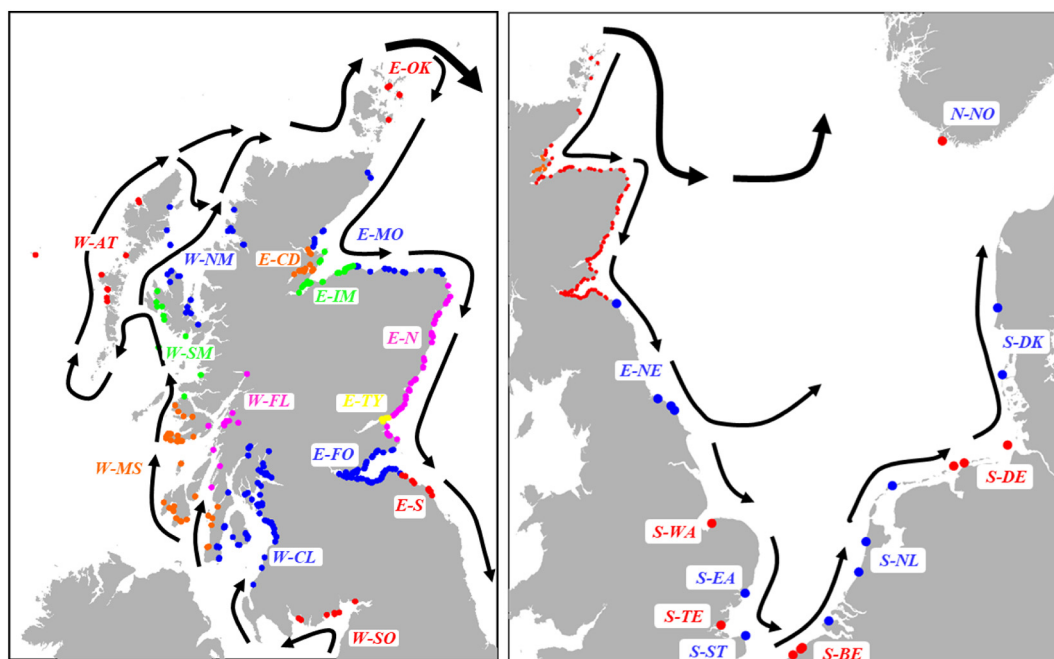 E-OK
W-AT
W-NM
E-MO
E-CD
E-IM
W-SM
E-N
W-FL
E-TY
E-FO
W-MS
E-S
W-CL
W-SO
N-NO
S-DK
E-NE
S-DE
S-WA
S-NL
S-EA
S-TE
S-ST
S-BE